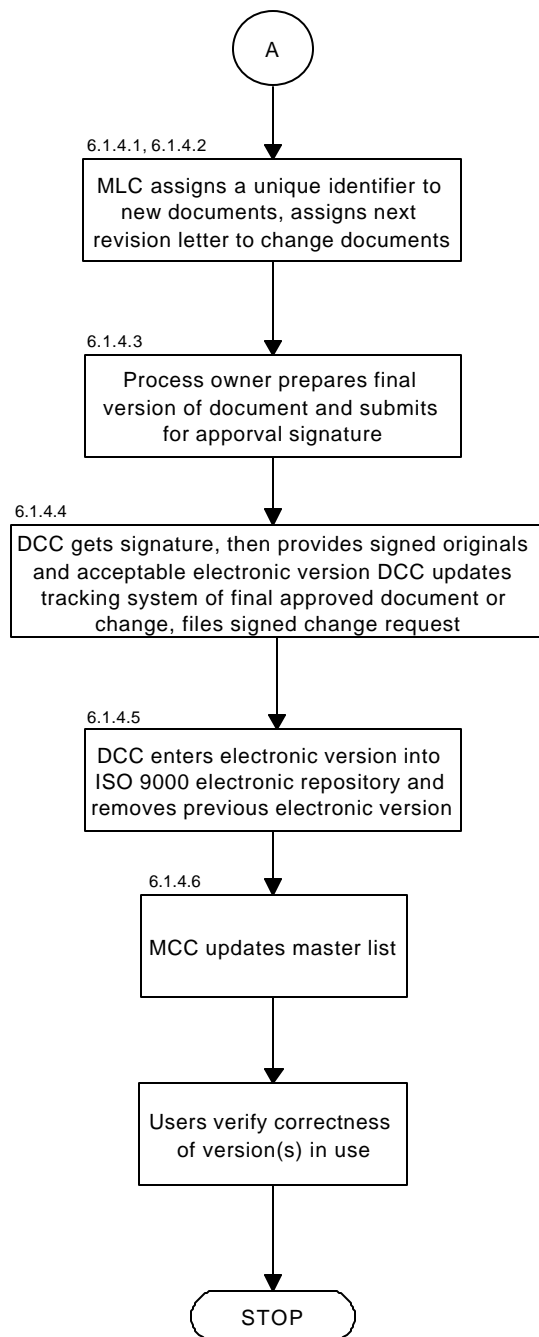 A
6.1.4.1, 6.1.4.2
MLC assigns a unique identifier to
new documents, assigns next
revision letter to change documents
6.1.4.3
Process owner prepares final
version of document and submits
for apporval signature
6.1.4.4
DCC gets signature, then provides signed originals
and acceptable electronic version DCC updates
tracking system of final approved document or
change, files signed change request
6.1.4.5
DCC enters electronic version into
ISO 9000 electronic repository and
removes previous electronic version
6.1.4.6
MCC updates master list
Users verify correctness
of version(s) in use
STOP